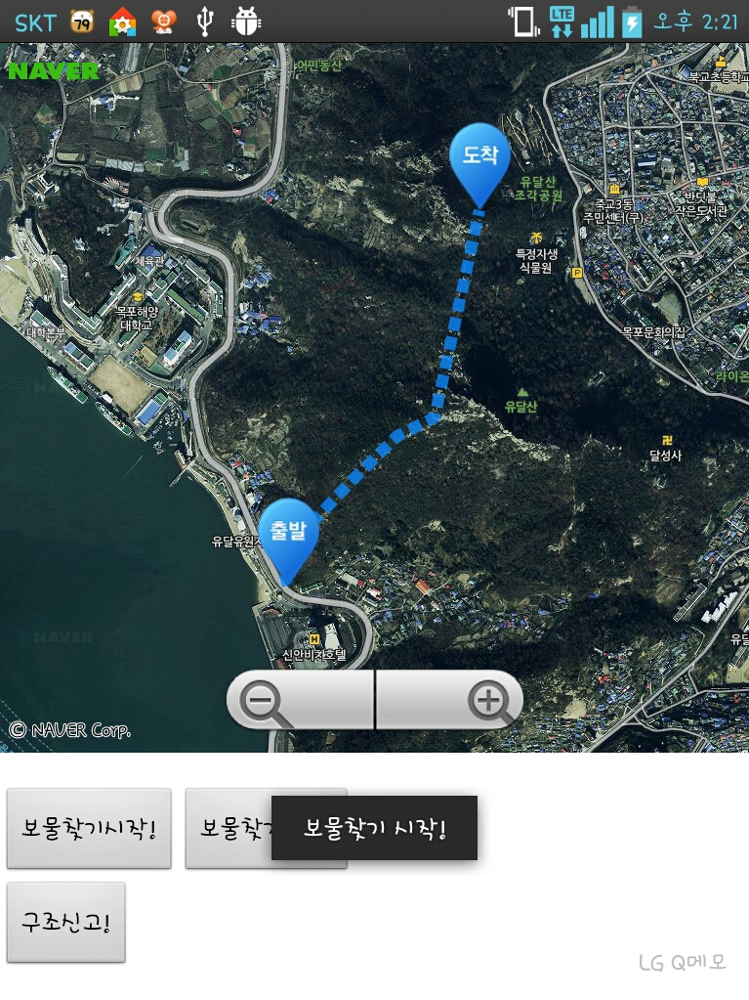 SKT
79
LTE
오후 2:21
NAVER
어민동산
북교초등학교
도착
유달산
조각공원
죽교3동
주민센터(구)
반딧불
작은도서관
특정자생
식물원
P
체육관
목포해양
대학교
대학본부
목포문화의집
라이온
유달산
달성사
출발
유달유원지
신안비치호텔
H
유달
NAVER
© NAVER Corp.
보물찾기시작!
보물찾기
보물찾기 시작!
구조신고!
LG Q메모